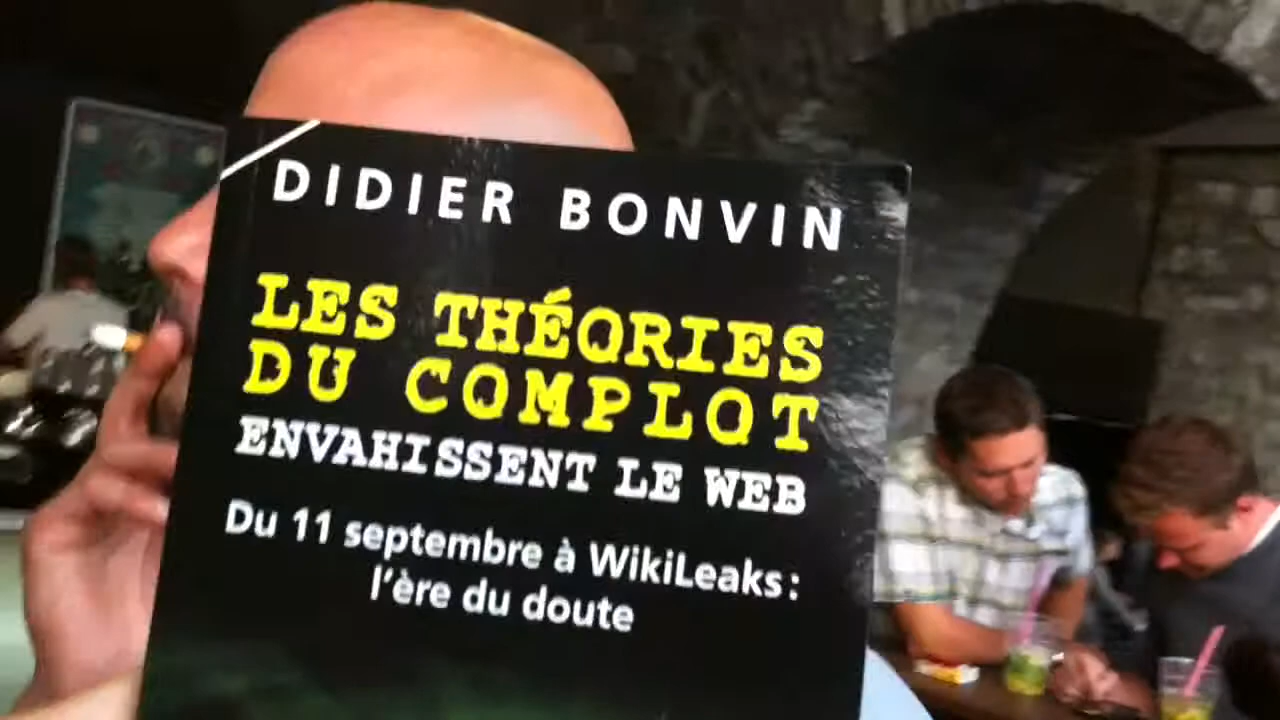 DIDIER BONVIN
LES THÉORIES
DU COMPLOT
ENVAHISSENT LE WEB
Du 11 septembre à WikiLeaks :
l'ère du doute